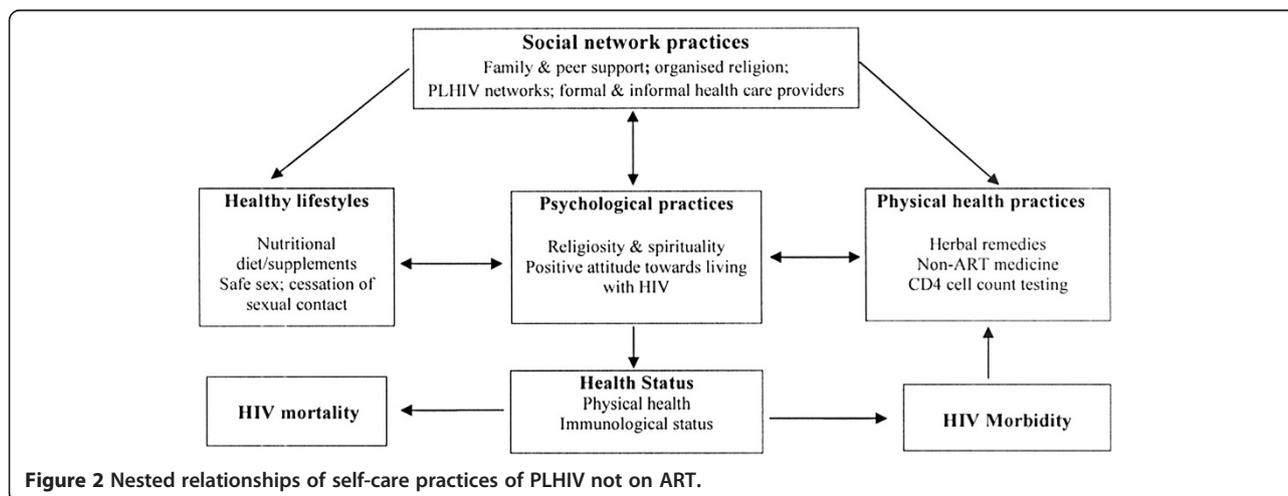 Social network practices
Family & peer support; organised religion;
PLHIV networks; formal & informal health care providers
Healthy lifestyles
Nutritional
diet/supplements
Safe sex; cessation of
sexual contact
Psychological practices
Religiosity & spirituality
Positive attitude towards living
with HIV
Physical health practices
Herbal remedies
Non-ART medicine
CD4 cell count testing
HIV mortality
Health Status
Physical health
Immunological status
HIV Morbidity
Figure 2 Nested relationships of self-care practices of PLHIV not on ART.